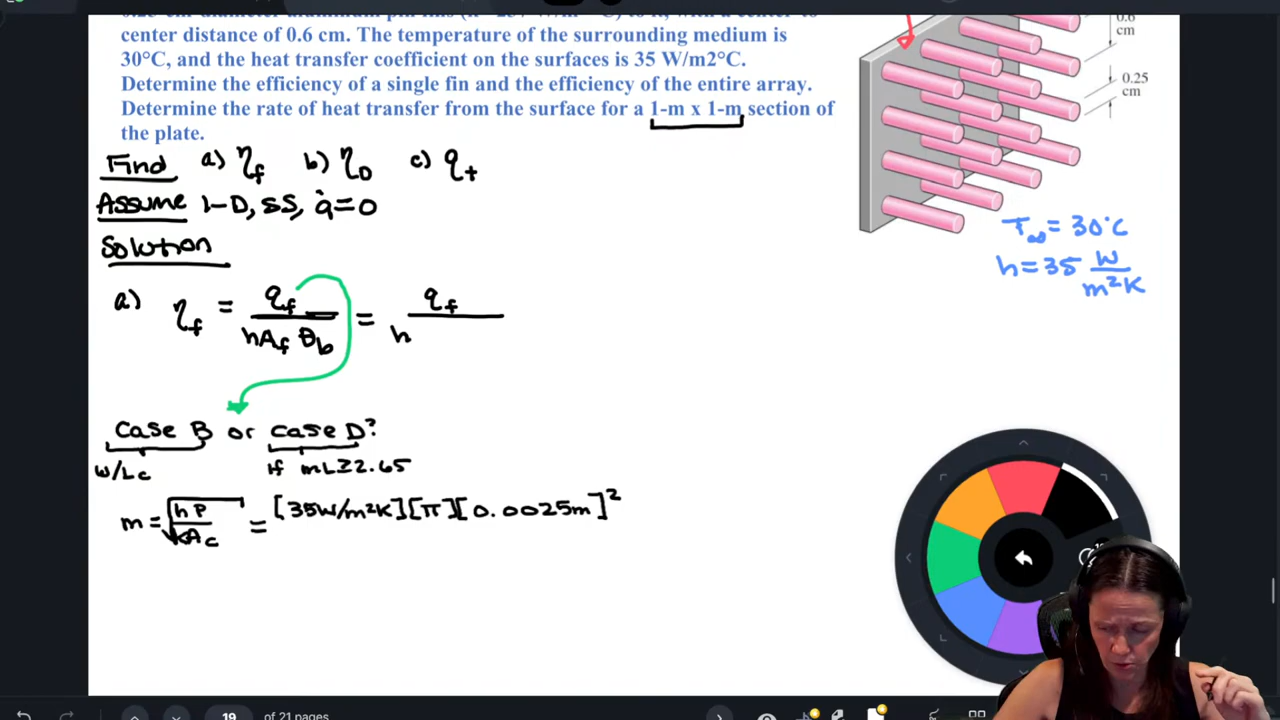 center distance of 0.6 cm. The temperature of the surrounding medium is
30°C, and the heat transfer coefficient on the surfaces is 35 W/m2°C.
Determine the efficiency of a single fin and the efficiency of the entire array.
Determine the rate of heat transfer from the surface for a 1-m x 1-m section of
the plate.
0.6
cm
0.25
cm
Find a) ηf b) ηo c) qt
Assume 1-D, SS, q̇=0
Solution
T∞ = 30°C
h = 35 W/m²K
a) ηf = qf / hAf θb = qf / h
Case B or Case D?
w/Lc If mL≥2.65
m = √hP/kAc = [35W/m²K][π][0.0025m]²
19 of 21 pages